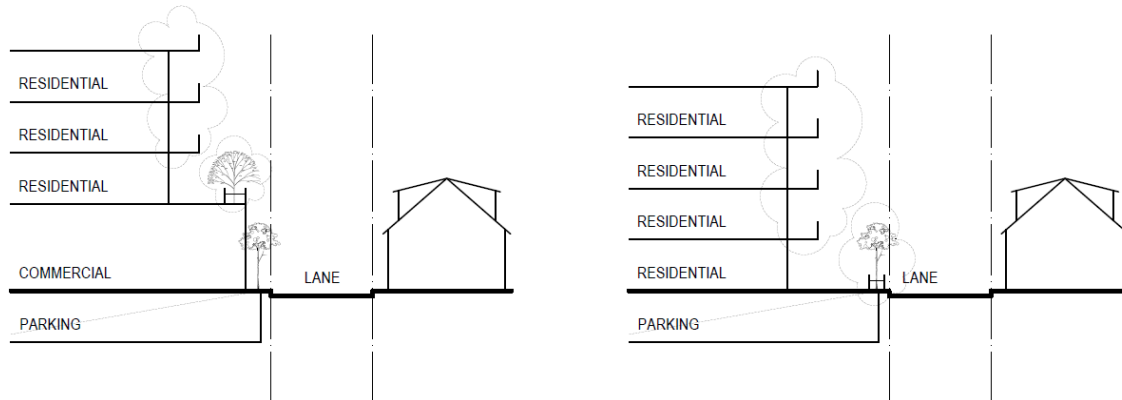 RESIDENTIAL
RESIDENTIAL
RESIDENTIAL
COMMERCIAL
LANE
PARKING
RESIDENTIAL
RESIDENTIAL
RESIDENTIAL
RESIDENTIAL
LANE
PARKING